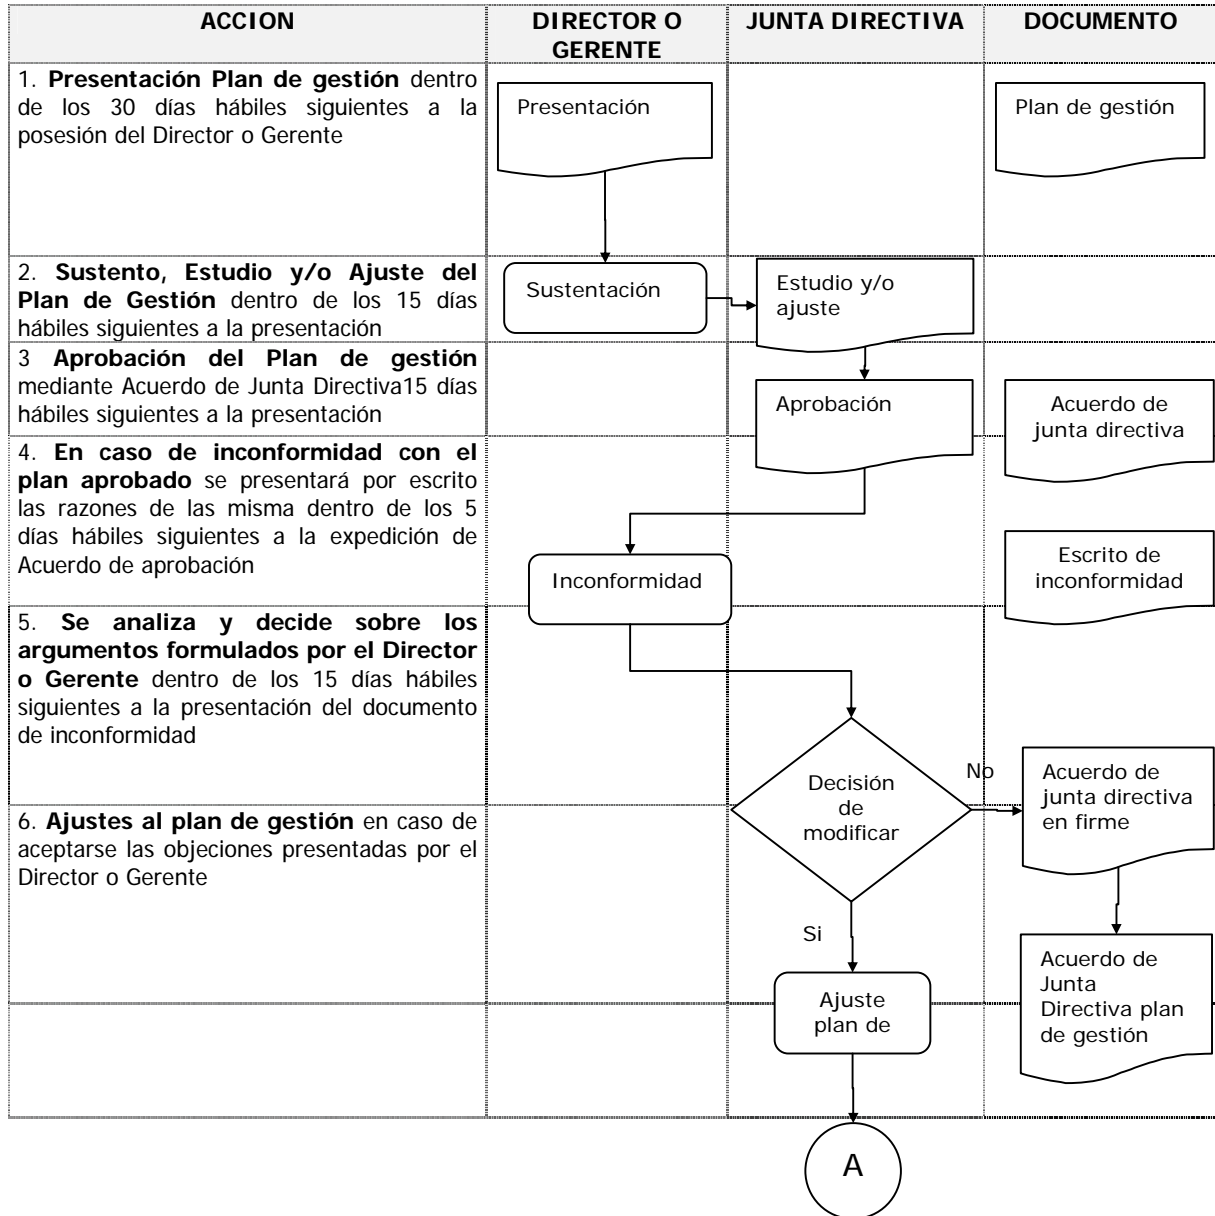 ACCION
DIRECTOR O
GERENTE
JUNTA DIRECTIVA
DOCUMENTO
1. Presentación Plan de gestión dentro
de los 30 días hábiles siguientes a la
posesión del Director o Gerente
Presentación
Plan de gestión
2. Sustento, Estudio y/o Ajuste del
Plan de Gestión dentro de los 15 días
hábiles siguientes a la presentación
Sustentación
Estudio y/o
ajuste
3 Aprobación del Plan de gestión
mediante Acuerdo de Junta Directiva15 días
hábiles siguientes a la presentación
Aprobación
Acuerdo de
junta directiva
4. En caso de inconformidad con el
plan aprobado se presentará por escrito
las razones de las misma dentro de los 5
días hábiles siguientes a la expedición de
Acuerdo de aprobación
Inconformidad
Escrito de
inconformidad
5. Se analiza y decide sobre los
argumentos formulados por el Director
o Gerente dentro de los 15 días hábiles
siguientes a la presentación del documento
de inconformidad
Decisión
de
modificar
No
Acuerdo de
junta directiva
en firme
6. Ajustes al plan de gestión en caso de
aceptarse las objeciones presentadas por el
Director o Gerente
Si
Ajuste
plan de
Acuerdo de
Junta
Directiva plan
de gestión
A